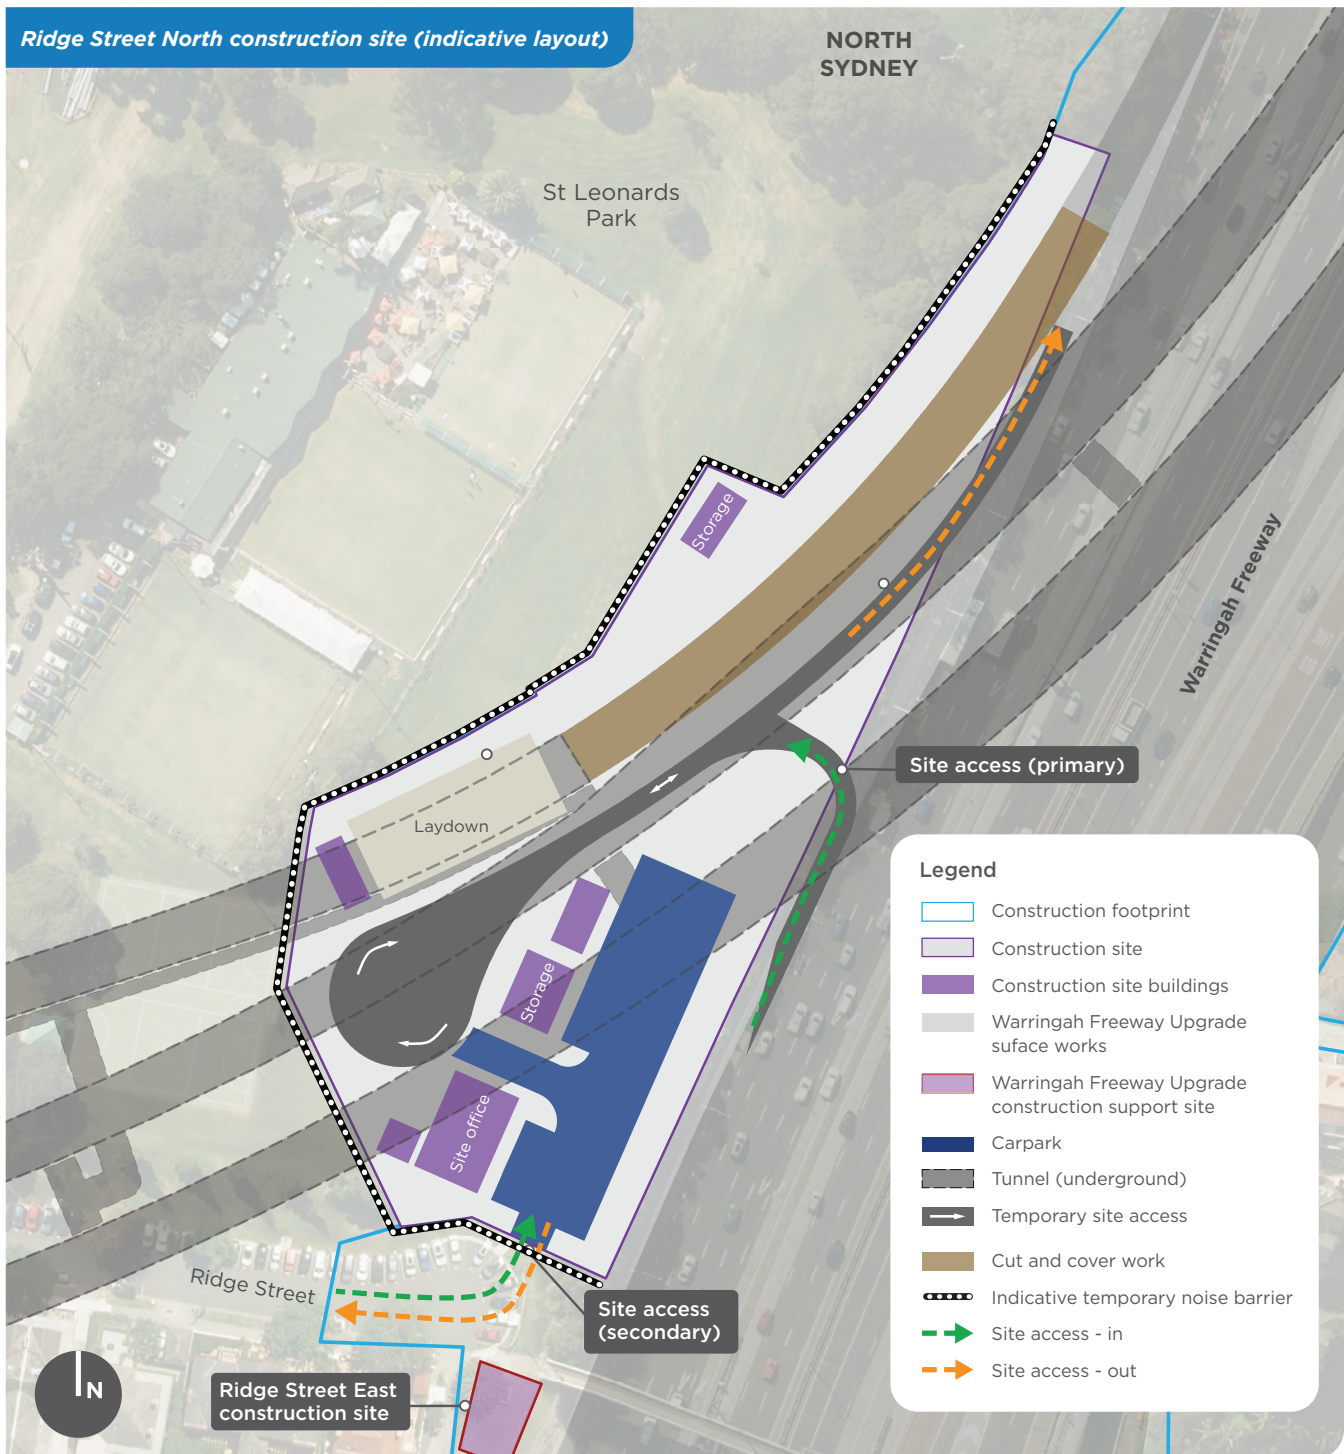 Ridge Street North construction site (indicative layout)
NORTH
SYDNEY
St Leonards
Park
Storage
Warringah Freeway
Site access (primary)
Laydown
Storage
Site office
Ridge Street
Site access
(secondary)
Ridge Street East
construction site
N
Legend
Construction footprint
Construction site
Construction site buildings
Warringah Freeway Upgrade
suface works
Warringah Freeway Upgrade
construction support site
Carpark
Tunnel (underground)
Temporary site access
Cut and cover work
Indicative temporary noise barrier
Site access - in
Site access - out